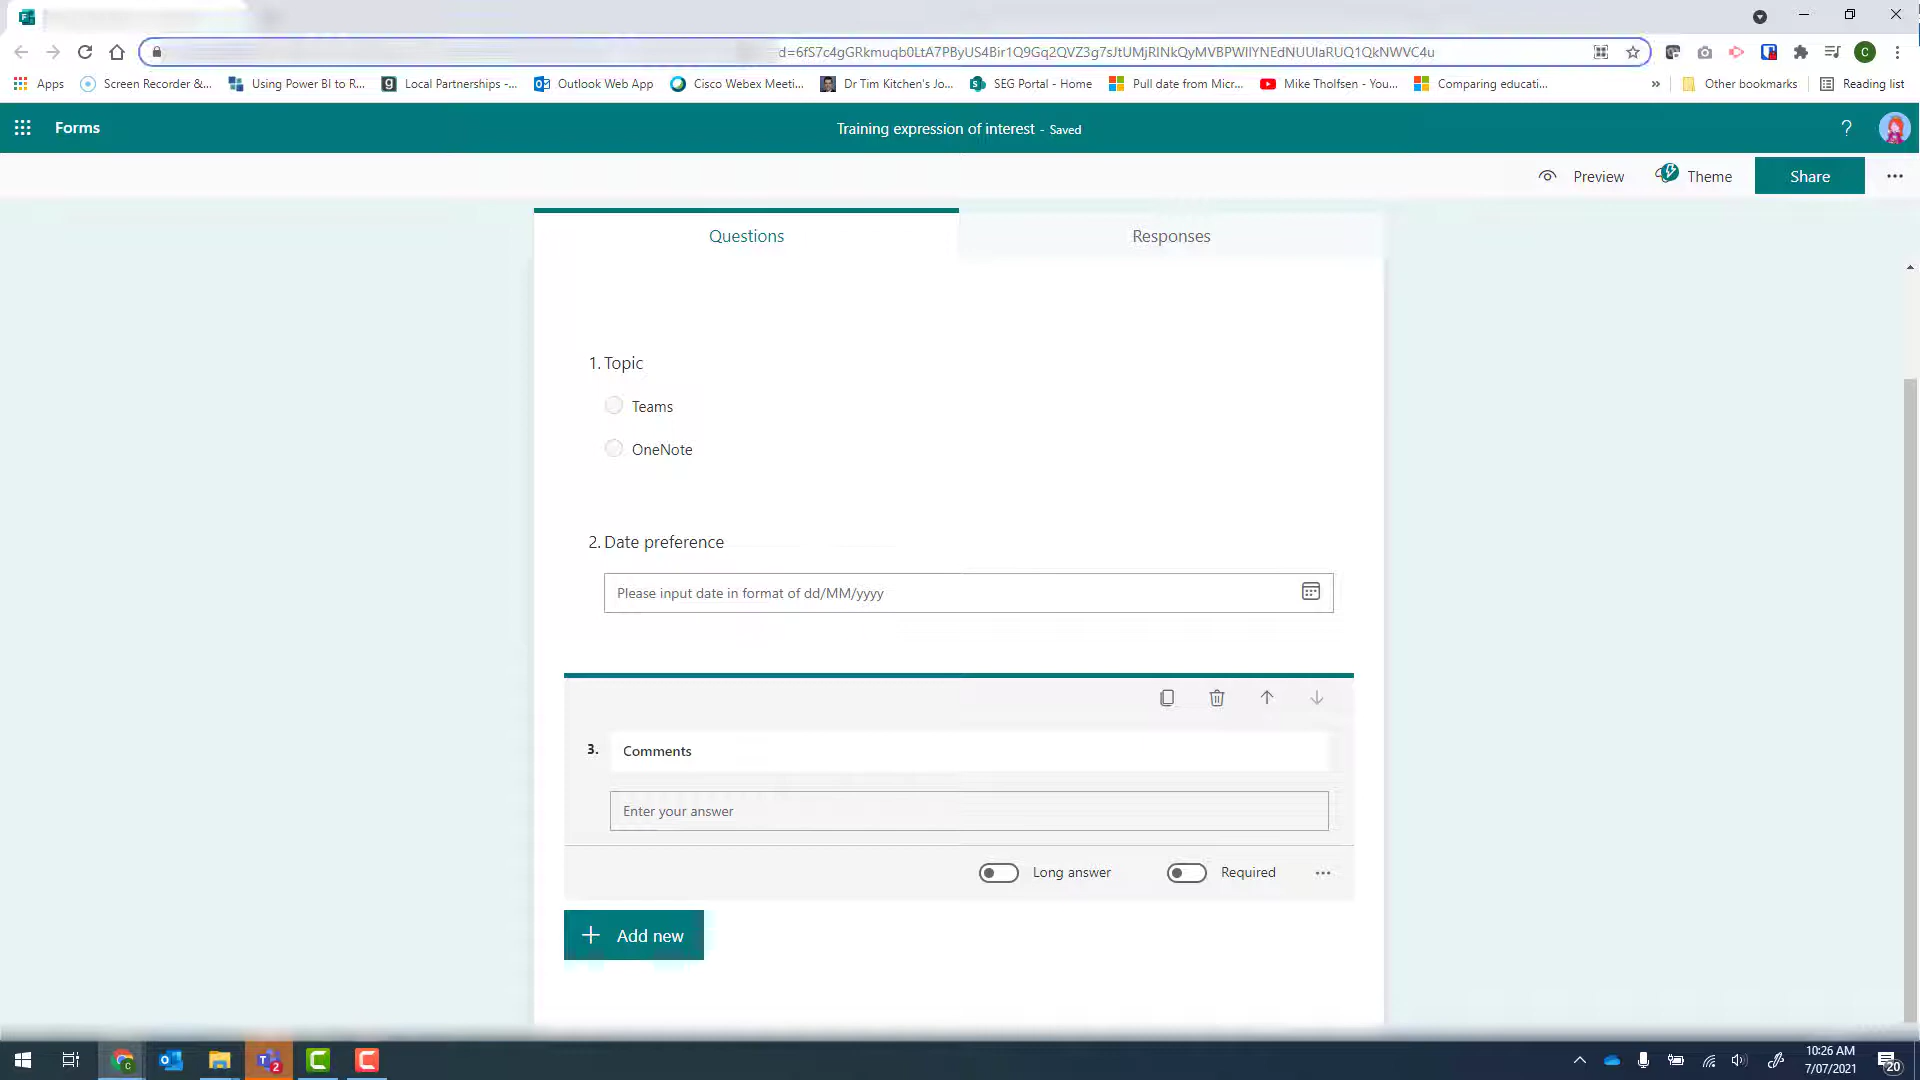 d=6fS7c4gGRkmuqb0LtA7PByUS4Bir1Q9Gq2QVZ3g7sJtUMjRINkQyMVBPWllYNEdNUUlaRUQ1QkNWVC4u
C
Apps Screen Recorder &... Using Power BI to R... Local Partnerships -... Outlook Web App Cisco Webex Meeti... Dr Tim Kitchen's Jo... SEG Portal - Home Pull date from Micr... Mike Tholfsen - You... Comparing educati... » Other bookmarks Reading list
Forms Training expression of interest - Saved ?
Preview Theme Share ...
Questions Responses
1. Topic
Teams
OneNote
2. Date preference
Please input date in format of dd/MM/yyyy
3. Comments
Enter your answer
Long answer Required ...
+ Add new
10:26 AM
7/07/2021
2
20